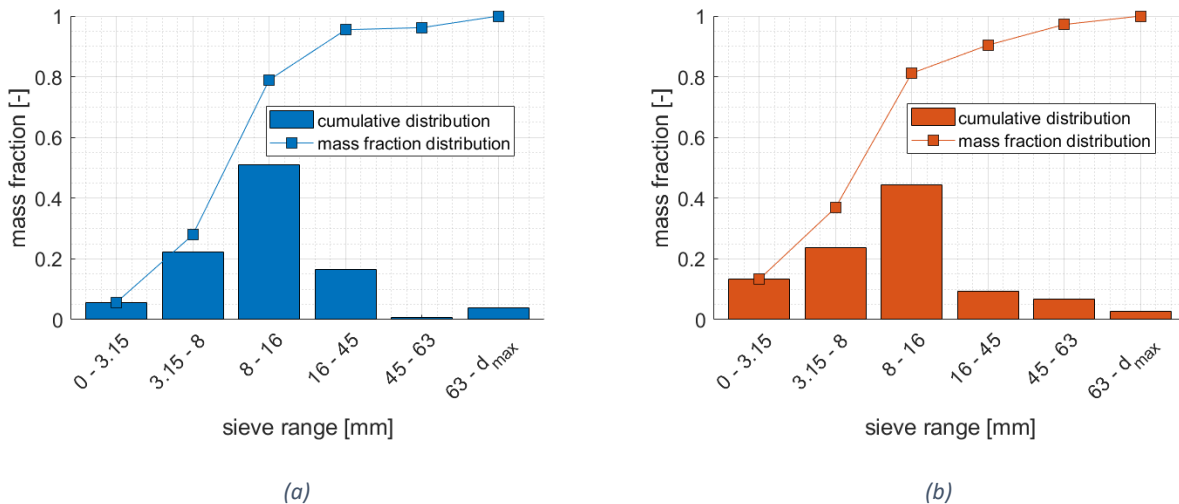 1
0.8
0.6
0.4
0.2
0
mass fraction [-]
cumulative distribution
mass fraction distribution
0 - 3.15
3.15 - 8
8 - 16
16 - 45
45 - 63
63 - d_max
sieve range [mm]
(a)
1
0.8
0.6
0.4
0.2
0
mass fraction [-]
cumulative distribution
mass fraction distribution
0 - 3.15
3.15 - 8
8 - 16
16 - 45
45 - 63
63 - d_max
sieve range [mm]
(b)